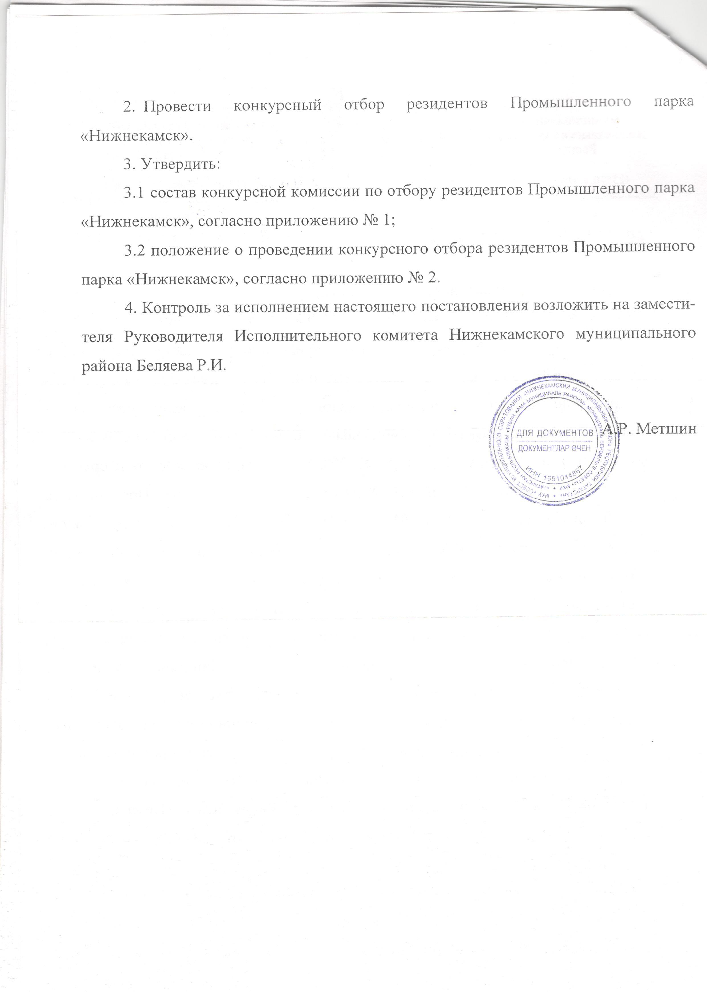 2. Провести конкурсный отбор резидентов Промышленного парка
«Нижнекамск».
3. Утвердить:
3.1 состав конкурсной комиссии по отбору резидентов Промышленного парка
«Нижнекамск», согласно приложению № 1;
3.2 положение о проведении конкурсного отбора резидентов Промышленного
парка «Нижнекамск», согласно приложению № 2.
4. Контроль за исполнением настоящего постановления возложить на замести-
теля Руководителя Исполнительного комитета Нижнекамского муниципального
района Беляева Р.И.
А.Р. Метшин
МКУ «СОВЕТ МУНИЦИПАЛЬНОГО ОБРАЗОВАНИЯ «НИЖНЕКАМСКИЙ МУНИЦИПАЛЬНЫЙ РАЙОН» РЕСПУБЛИКИ ТАТАРСТАН»
«ТАТАРСТАН РЕСПУБЛИКАСЫ «ТҮБӘН КАМА МУНИЦИПАЛЬ РАЙОНЫ» МУНИЦИПАЛЬ БЕРӘМЛЕГЕ СОВЕТЫ» МКУ
ДЛЯ ДОКУМЕНТОВ
ДОКУМЕНТЛАР ӨЧЕН
ИНН 1651044867